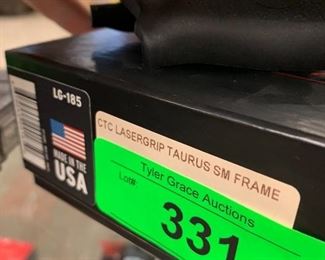 LG-185
MADE IN THE
USA
CTC LASERGRIP TAURUS SM FRAME
Tyler Grace Auctions
Lot#:
331